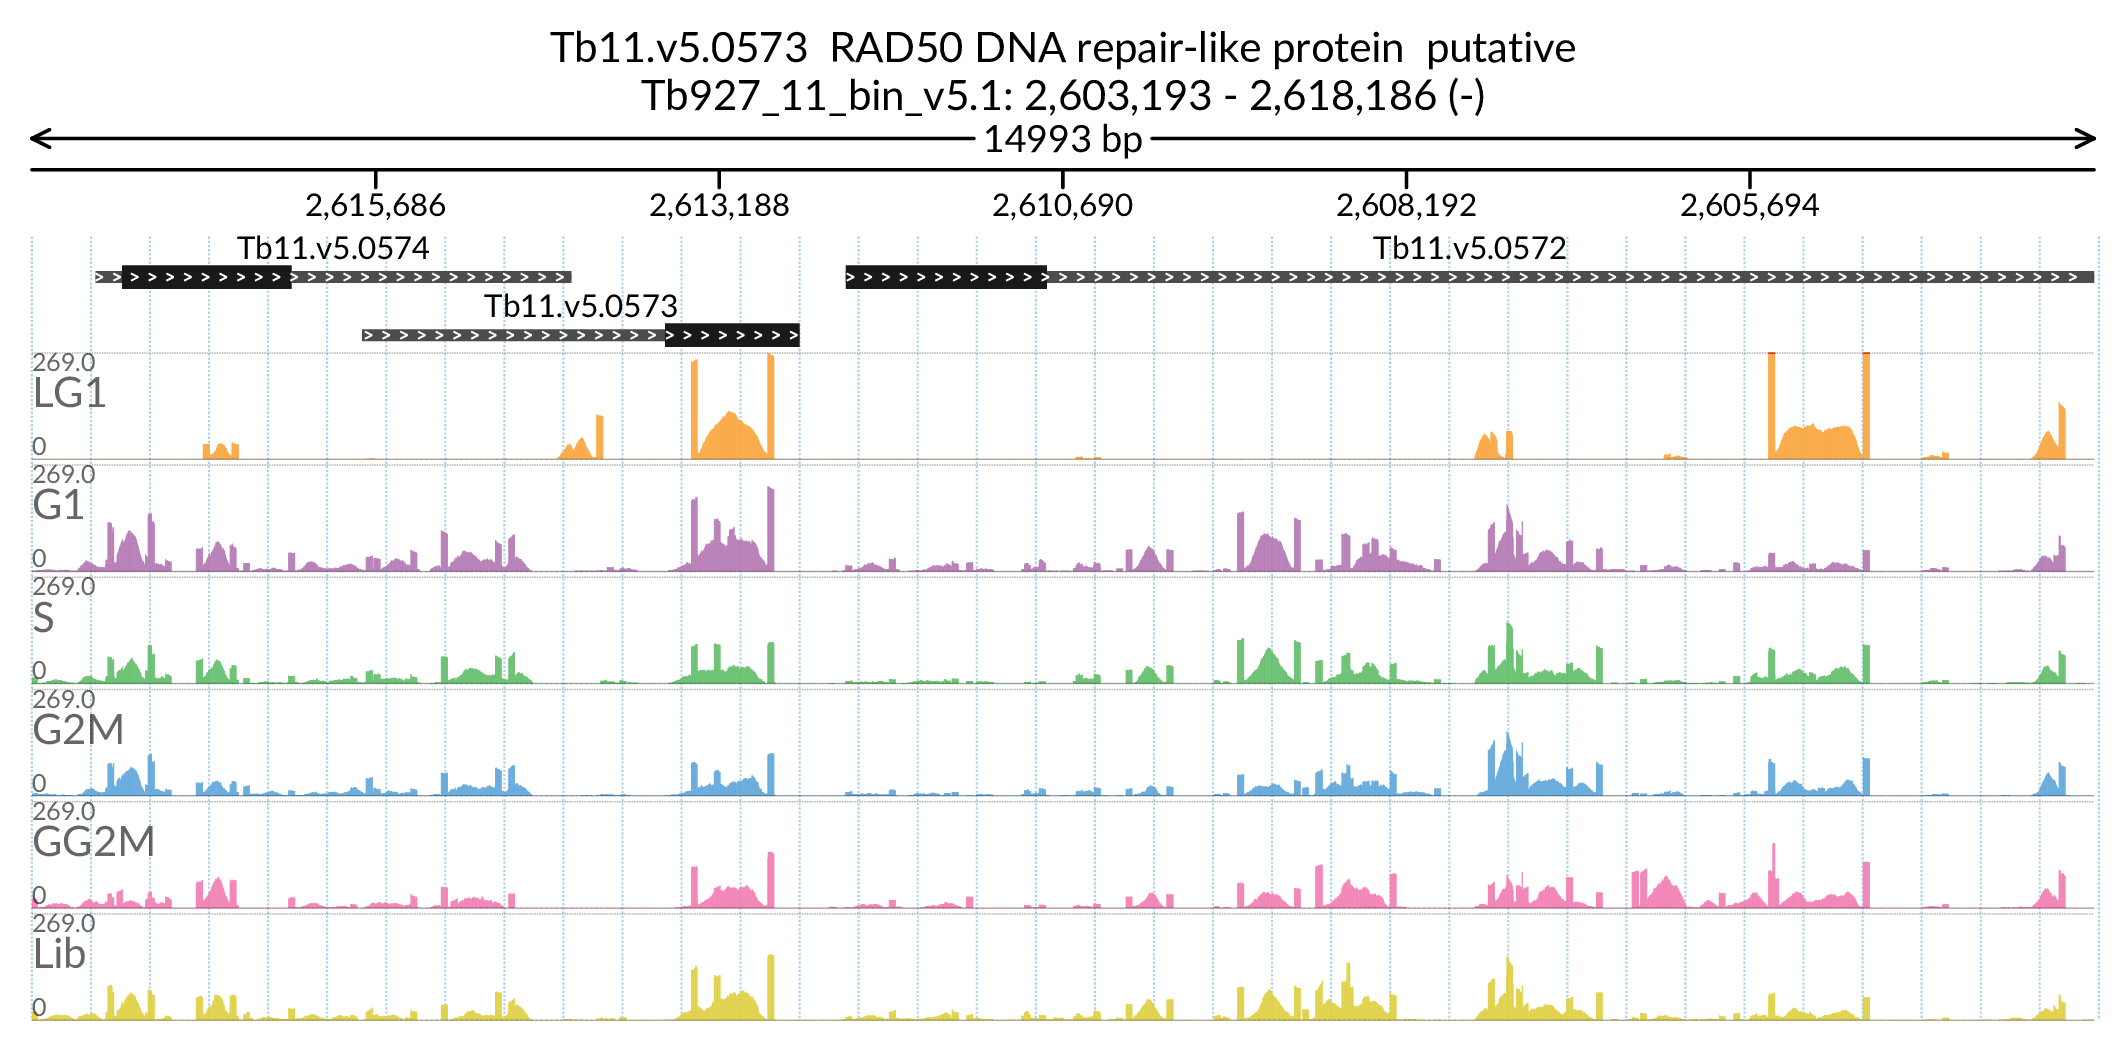 Tb11.v5.0573 RAD50 DNA repair-like protein putative
Tb927_11_bin_v5.1: 2,603,193 - 2,618,186 (-)
14993 bp
2,615,686 2,613,188 2,610,690 2,608,192 2,605,694
Tb11.v5.0574 Tb11.v5.0572
Tb11.v5.0573
269.0
LG1
0
269.0
G1
0
269.0
S
0
269.0
G2M
0
269.0
GG2M
0
269.0
Lib
0